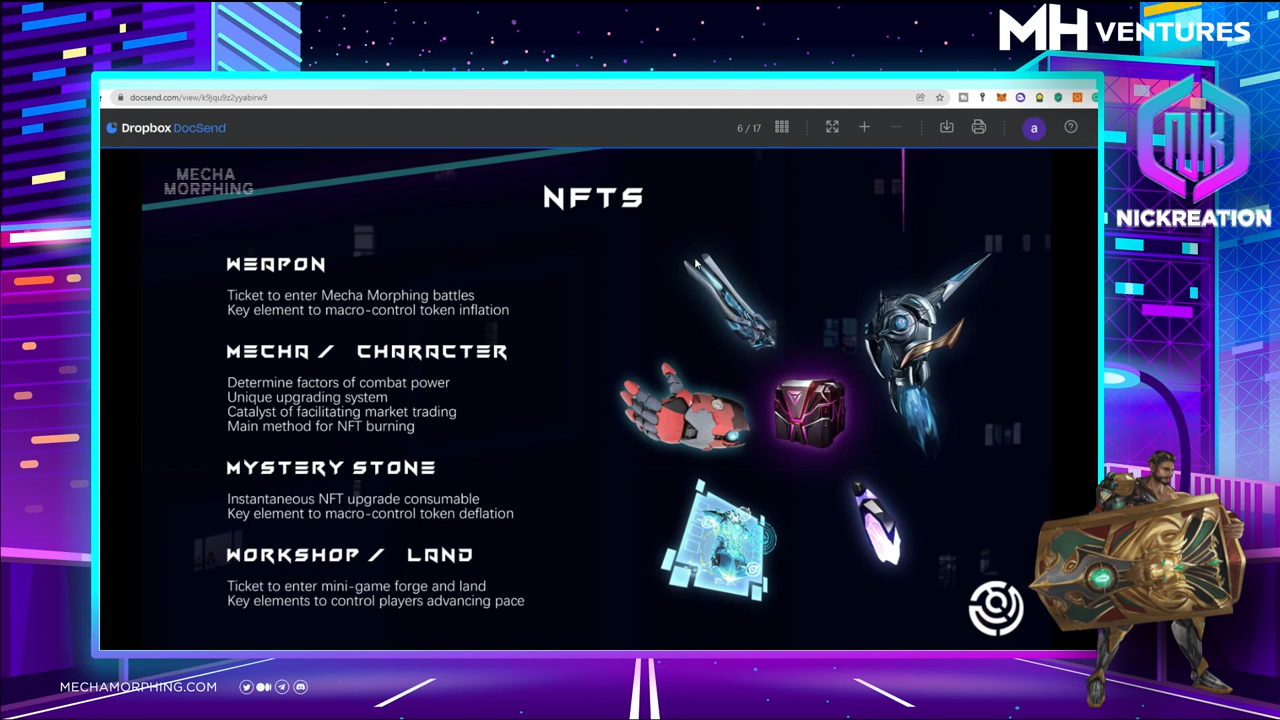 MH VENTURES
docsend.com/view/k9jqu9z2yyabirw9
Dropbox DocSend
6 / 17
a
NICKREATION
MECHA
MORPHING
NFTS
WEAPON
Ticket to enter Mecha Morphing battles
Key element to macro-control token inflation
MECHA / CHARACTER
Determine factors of combat power
Unique upgrading system
Catalyst of facilitating market trading
Main method for NFT burning
MYSTERY STONE
Instantaneous NFT upgrade consumable
Key element to macro-control token deflation
WORKSHOP / LAND
Ticket to enter mini-game forge and land
Key elements to control players advancing pace
MECHAMORPHING.COM